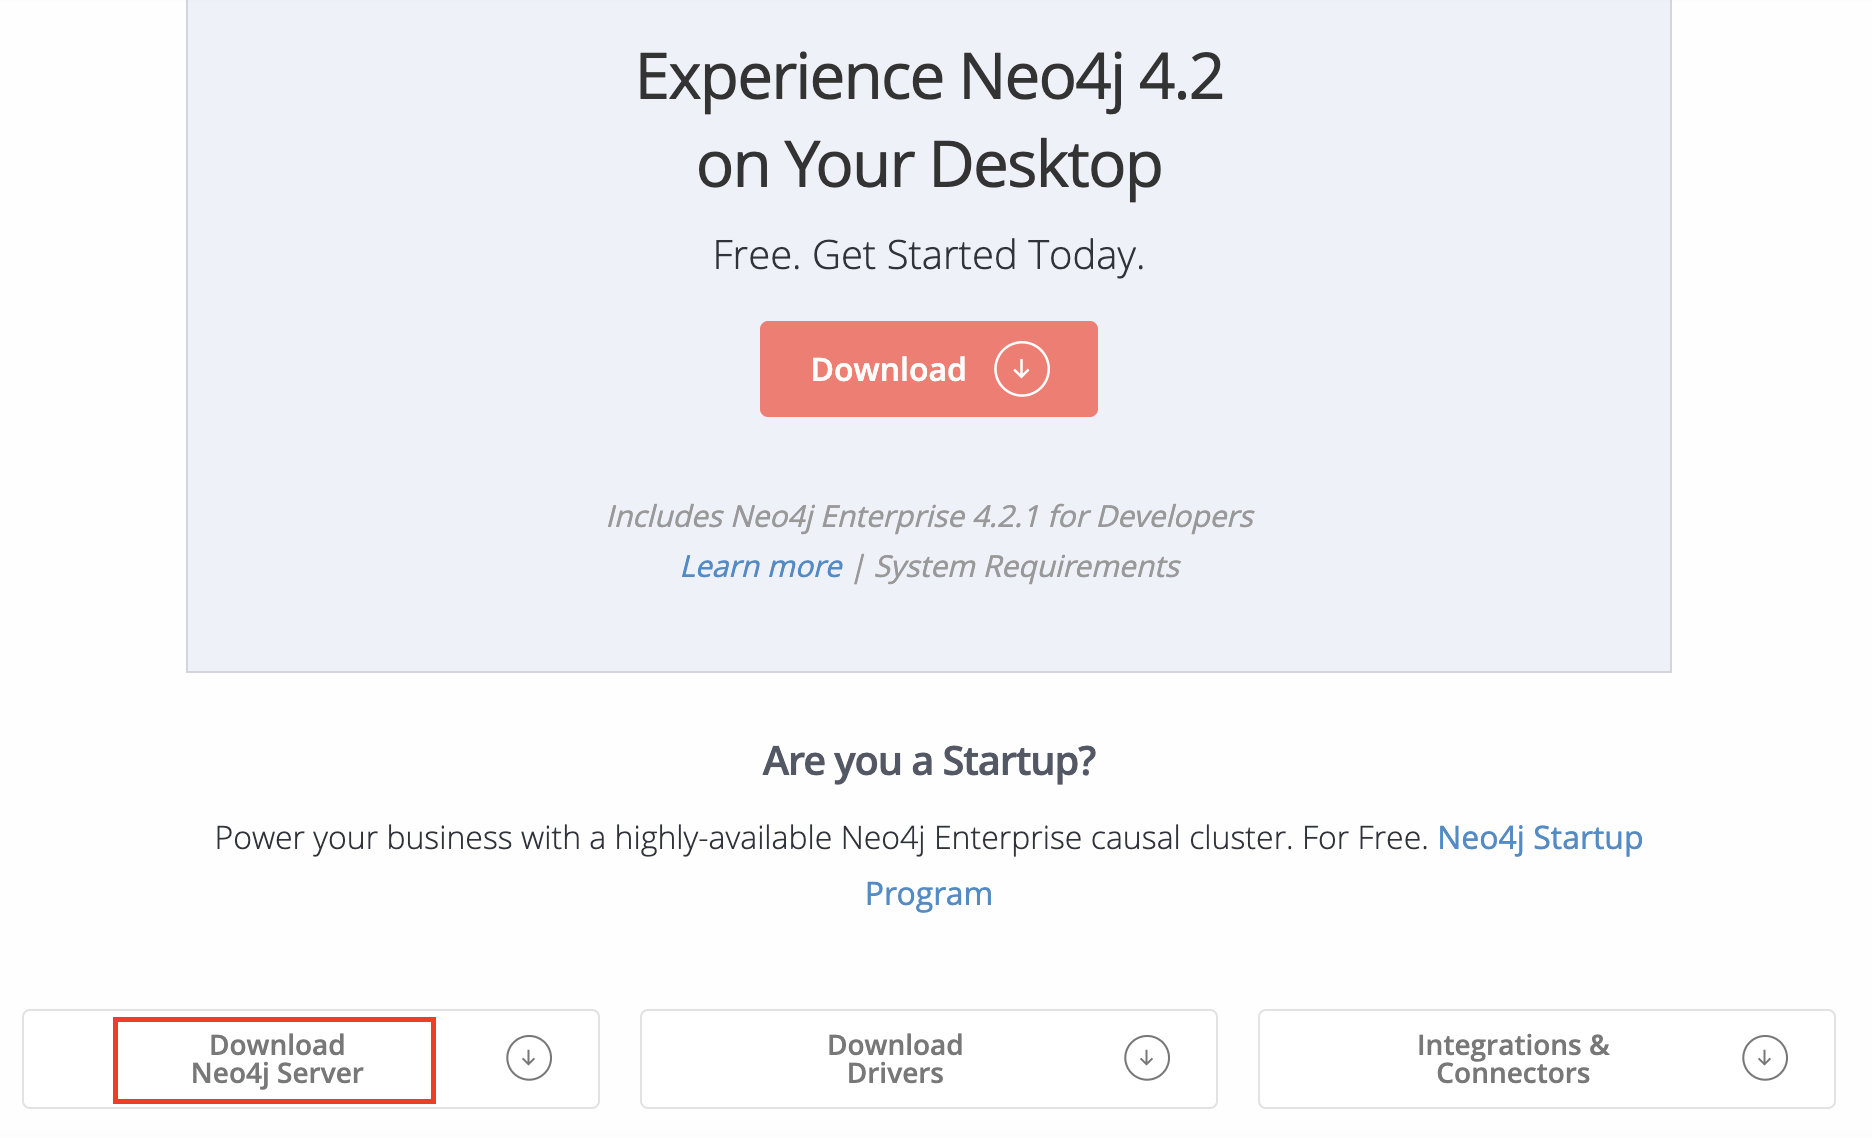 Experience Neo4j 4.2
on Your Desktop
Free. Get Started Today.
Download
Includes Neo4j Enterprise 4.2.1 for Developers
Learn more | System Requirements
Are you a Startup?
Power your business with a highly-available Neo4j Enterprise causal cluster. For Free. Neo4j Startup
Program
Download
Neo4j Server
Download
Drivers
Integrations &
Connectors